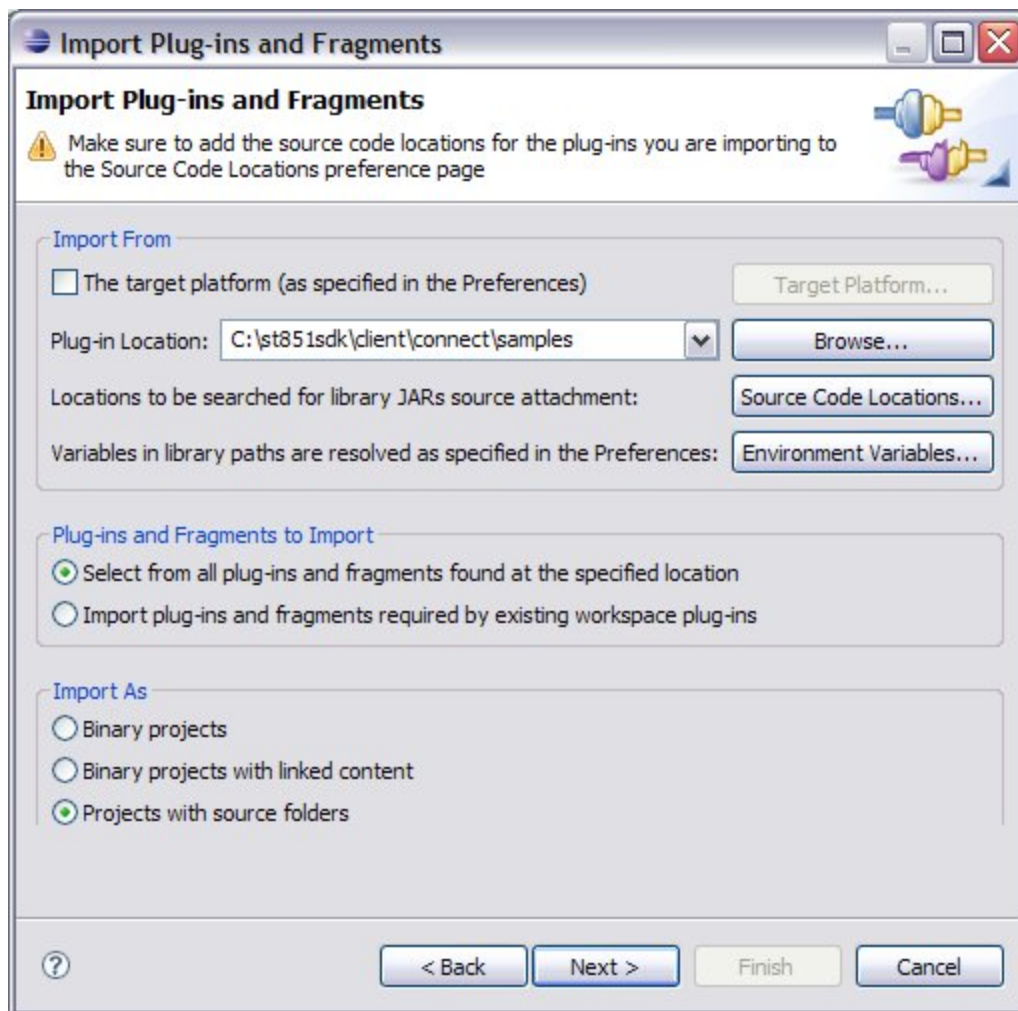 Import Plug-ins and Fragments
Import Plug-ins and Fragments
Make sure to add the source code locations for the plug-ins you are importing to
the Source Code Locations preference page
Import From
The target platform (as specified in the Preferences)
Target Platform...
Plug-in Location:
C:\st851sdk\client\connect\samples
Browse...
Locations to be searched for library JARs source attachment:
Source Code Locations...
Variables in library paths are resolved as specified in the Preferences:
Environment Variables...
Plug-ins and Fragments to Import
Select from all plug-ins and fragments found at the specified location
Import plug-ins and fragments required by existing workspace plug-ins
Import As
Binary projects
Binary projects with linked content
Projects with source folders
?
< Back
Next >
Finish
Cancel